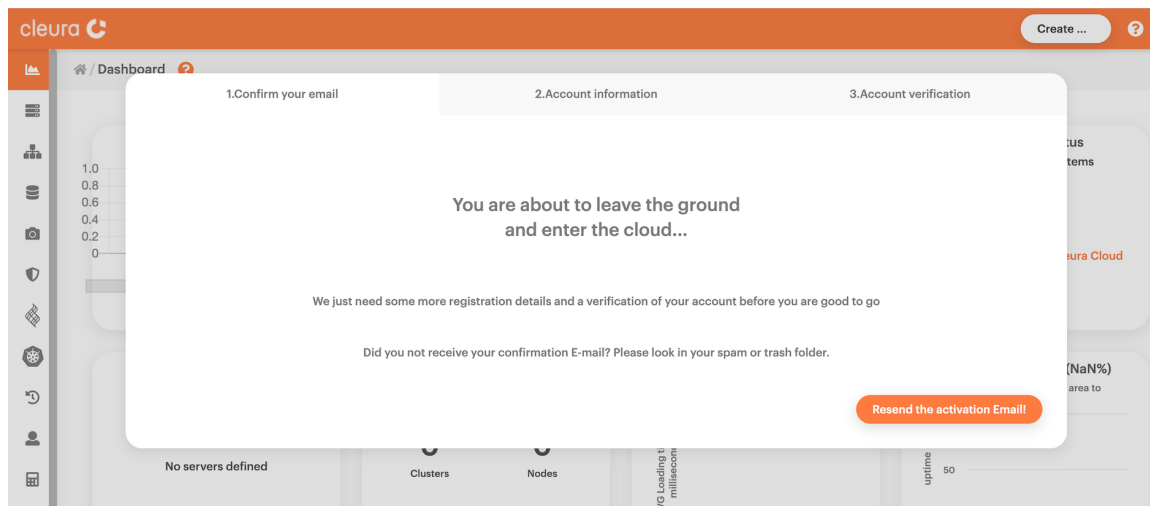 cleura
Create ...
?
/ Dashboard ?
1.Confirm your email
2.Account information
3.Account verification
tus
tems
1.0
0.8
0.6
0.4
0.2
0
You are about to leave the ground
and enter the cloud...
eura Cloud
We just need some more registration details and a verification of your account before you are good to go
Did you not receive your confirmation E-mail? Please look in your spam or trash folder.
(NaN%)
area to
Resend the activation Email!
No servers defined
Clusters
Nodes
VG Loading t
millisecon
uptime
50